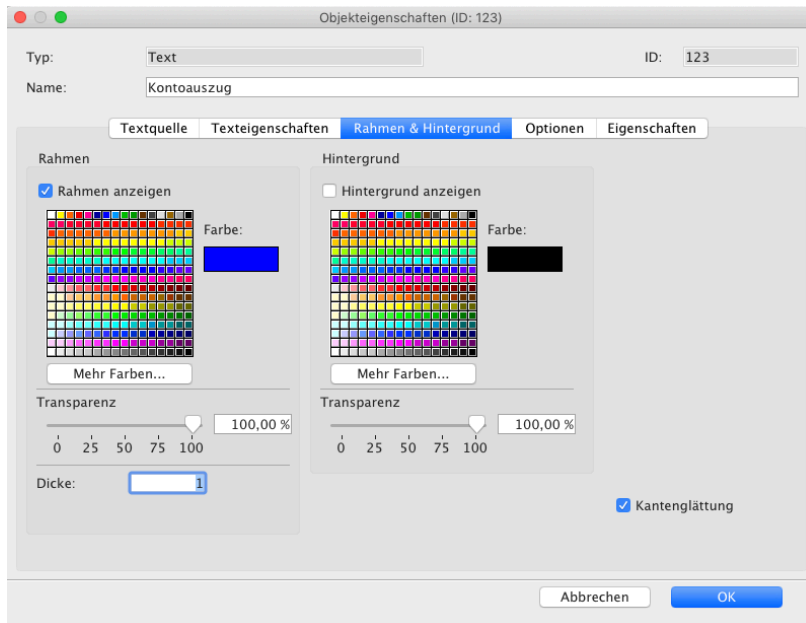 Objekteigenschaften (ID: 123)
Typ: Text ID: 123
Name: Kontoauszug
Textquelle Texteigenschaften Rahmen & Hintergrund Optionen Eigenschaften
Rahmen Hintergrund
Rahmen anzeigen Hintergrund anzeigen
Farbe: Farbe:
Mehr Farben... Mehr Farben...
Transparenz Transparenz
100,00 % 100,00 %
0 25 50 75 100 0 25 50 75 100
Dicke: 1
Kantenglättung
Abbrechen OK